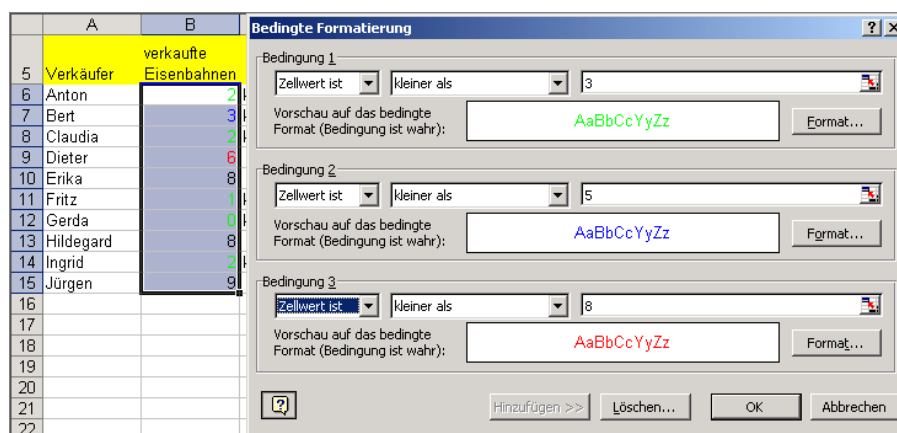 A B
5 Verkäufer verkaufte Eisenbahnen
6 Anton 2
7 Bert 3
8 Claudia 2
9 Dieter 6
10 Erika 8
11 Fritz 1
12 Gerda 0
13 Hildegard 8
14 Ingrid 2
15 Jürgen 9
16
17
18
19
20
21
22
Bedingte Formatierung
Bedingung 1
Zellwert ist kleiner als 3
Vorschau auf das bedingte
Format (Bedingung ist wahr):
AaBbCcYyZz
Format...
Bedingung 2
Zellwert ist kleiner als 5
Vorschau auf das bedingte
Format (Bedingung ist wahr):
AaBbCcYyZz
Format...
Bedingung 3
Zellwert ist kleiner als 8
Vorschau auf das bedingte
Format (Bedingung ist wahr):
AaBbCcYyZz
Format...
Hinzufügen >> Löschen... OK Abbrechen